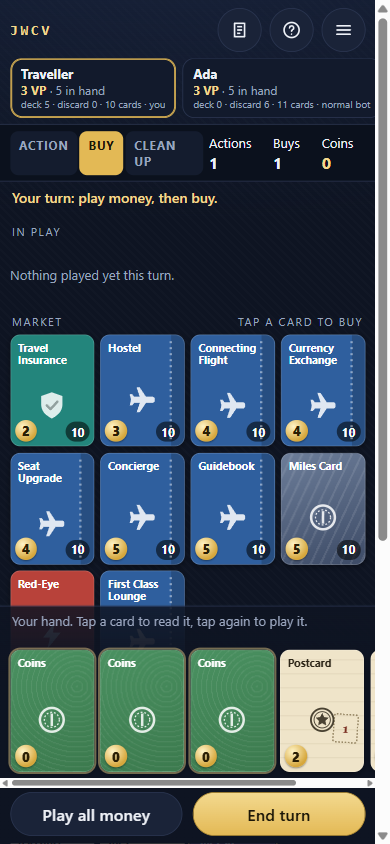 JWCV
Traveller
3 VP · 5 in hand
deck 5 · discard 0 · 10 cards · you
Ada
3 VP · 5 in hand
deck 0 · discard 6 · 11 cards · normal bot
ACTION
BUY
CLEAN UP
Actions
1
Buys
1
Coins
0
Your turn: play money, then buy.
IN PLAY
Nothing played yet this turn.
MARKET
TAP A CARD TO BUY
Travel
Insurance
2
10
Hostel
3
10
Connecting
Flight
4
10
Currency
Exchange
4
10
Seat
Upgrade
4
10
Concierge
5
10
Guidebook
5
10
Miles Card
5
10
Red-Eye
First Class
Lounge
Your hand. Tap a card to read it, tap again to play it.
Coins
0
Coins
0
Coins
0
Postcard
1
2
Play all money
End turn